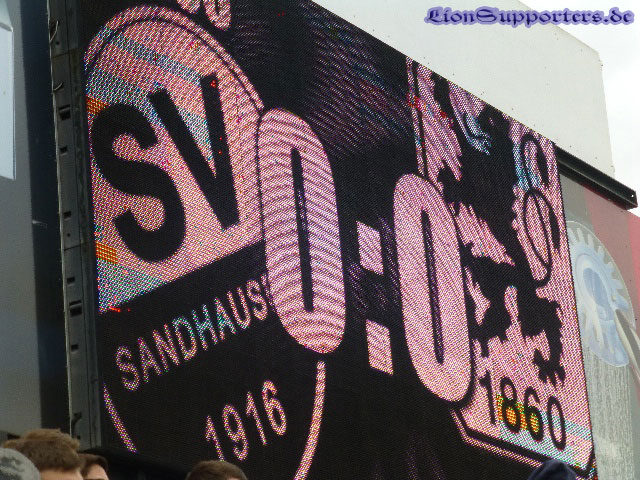 LionSupporters.de
SV
0:0
SANDHAUS
1916
1860